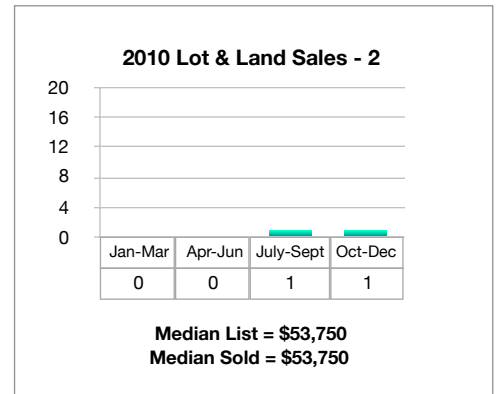 2010 Lot & Land Sales - 2
20
16
12
8
4
0
Jan-Mar Apr-Jun July-Sept Oct-Dec
0 0 1 1
Median List = $53,750
Median Sold = $53,750